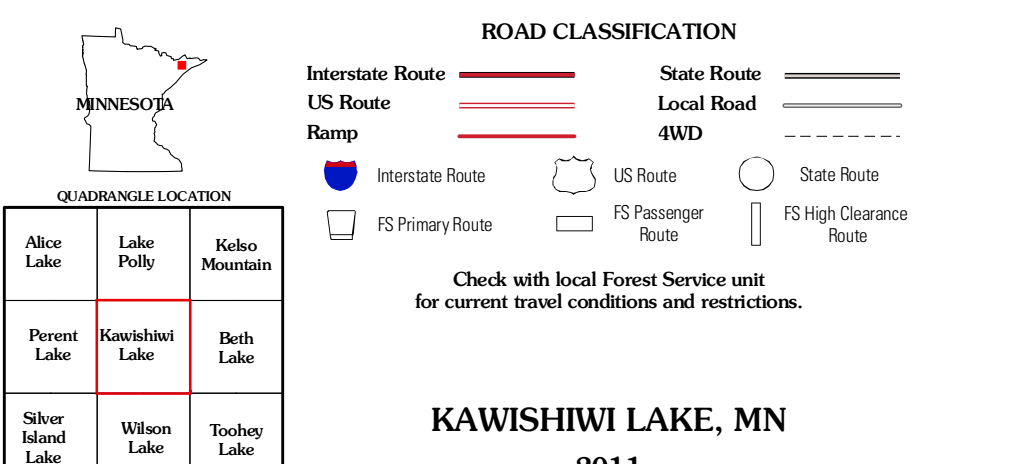 ROAD CLASSIFICATION
Interstate Route
State Route
US Route
Local Road
Ramp
4WD
Interstate Route
US Route
State Route
FS Primary Route
FS Passenger
Route
FS High Clearance
Route
Check with local Forest Service unit
for current travel conditions and restrictions.
MINNESOTA
QUADRANGLE LOCATION
Alice
Lake
Lake
Polly
Kelso
Mountain
Perent
Lake
Kawishiwi
Lake
Beth
Lake
Silver
Island
Lake
Wilson
Lake
Toohey
Lake
KAWISHIWI LAKE, MN
2011